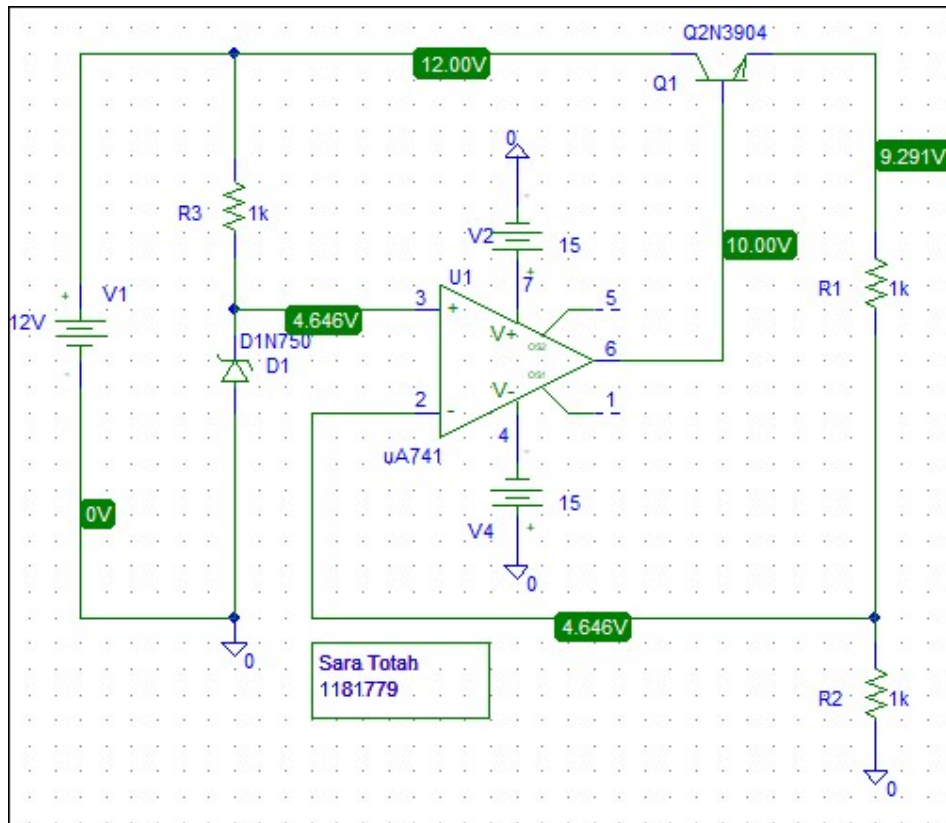 Q2N3904
12.00V
Q1
0
9.291V
R3
1k
V2
15
10.00V
+
7
U1
V1
+
12V
3
+
5
R1
1k
4.646V
V+
OS2
D1N750
D1
6
OS1
V-
2
-
1
4
uA741
15
0V
V4
+
0
4.646V
0
Sara Totah
1181779
R2
1k
0